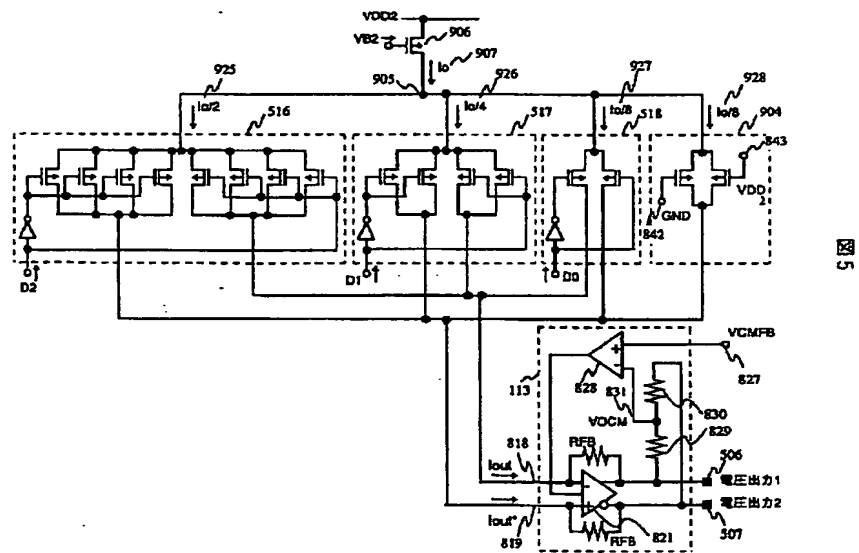 VDD2
VB2
906
907
Io
905
925
926
927
928
Io/2
Io/4
Io/8
Io/8
516
517
518
904
843
VDD
2
GND
842
D2
D1
D0
図5
VCMFB
827
828
831
113
830
829
VOCM
818
RFB
506
Iout
電圧出力1
電圧出力2
Iout*
819
RFB
821
507